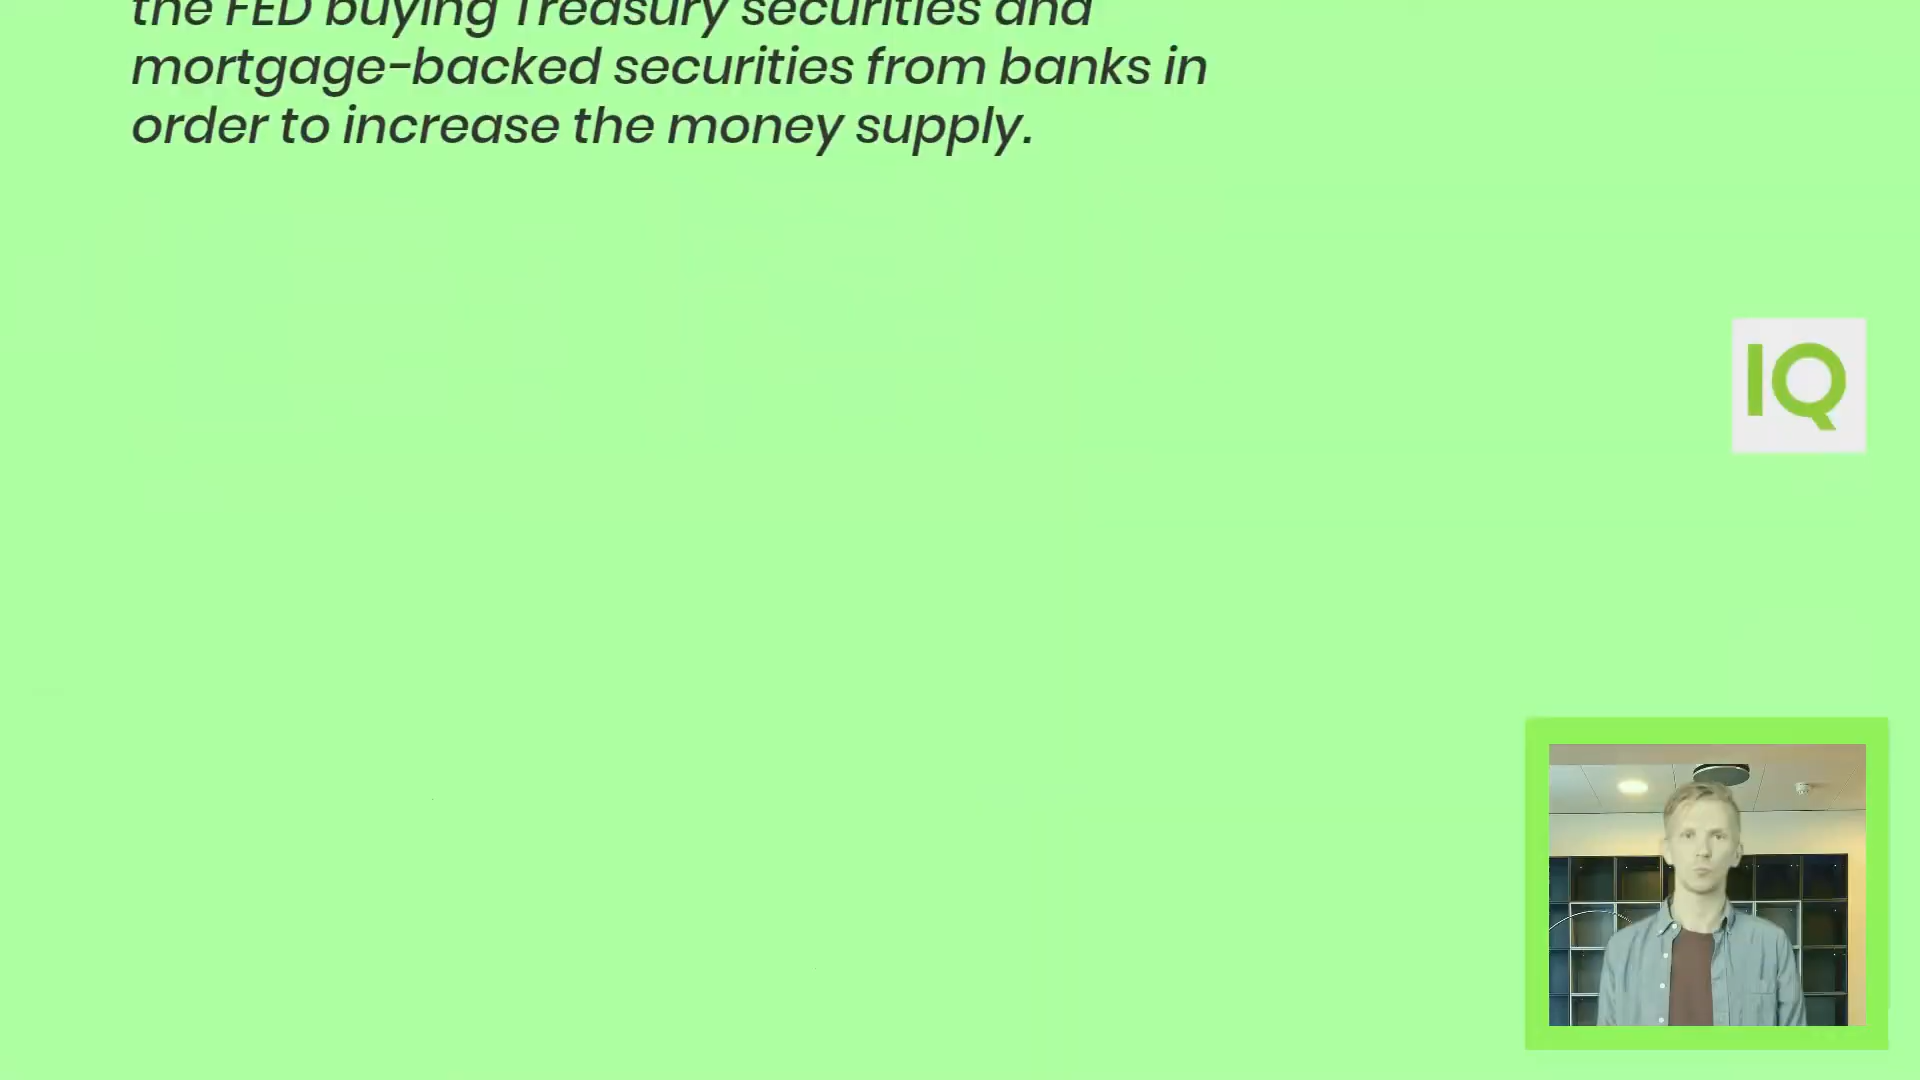 the FED buying Treasury securities and
mortgage-backed securities from banks in
order to increase the money supply.
IQ